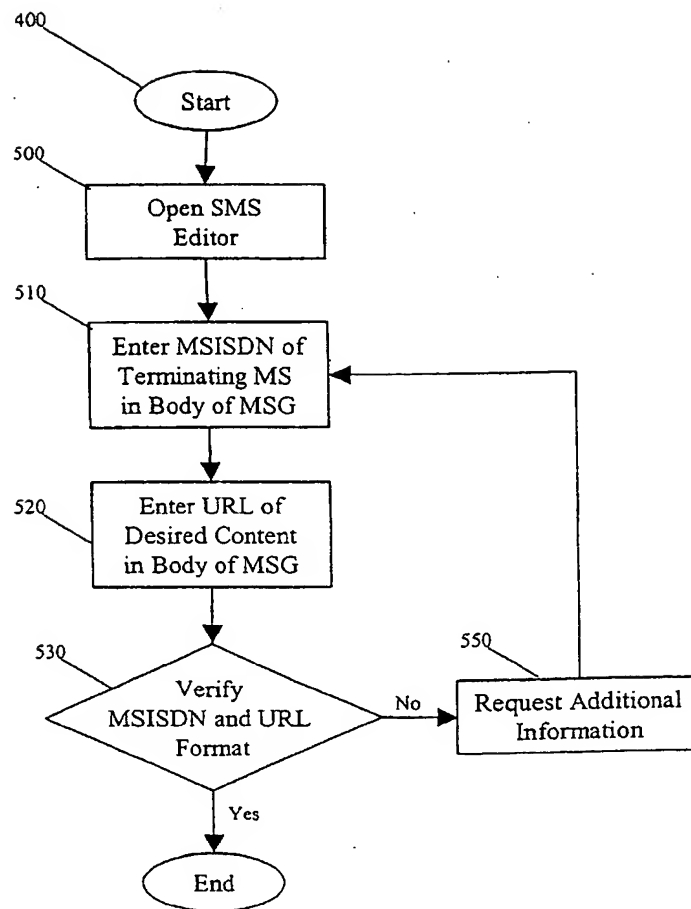 400
Start
500
Open SMS
Editor
510
Enter MSISDN of
Terminating MS
in Body of MSG
520
Enter URL of
Desired Content
in Body of MSG
530
Verify
MSISDN and URL
Format
No
550
Request Additional
Information
Yes
End